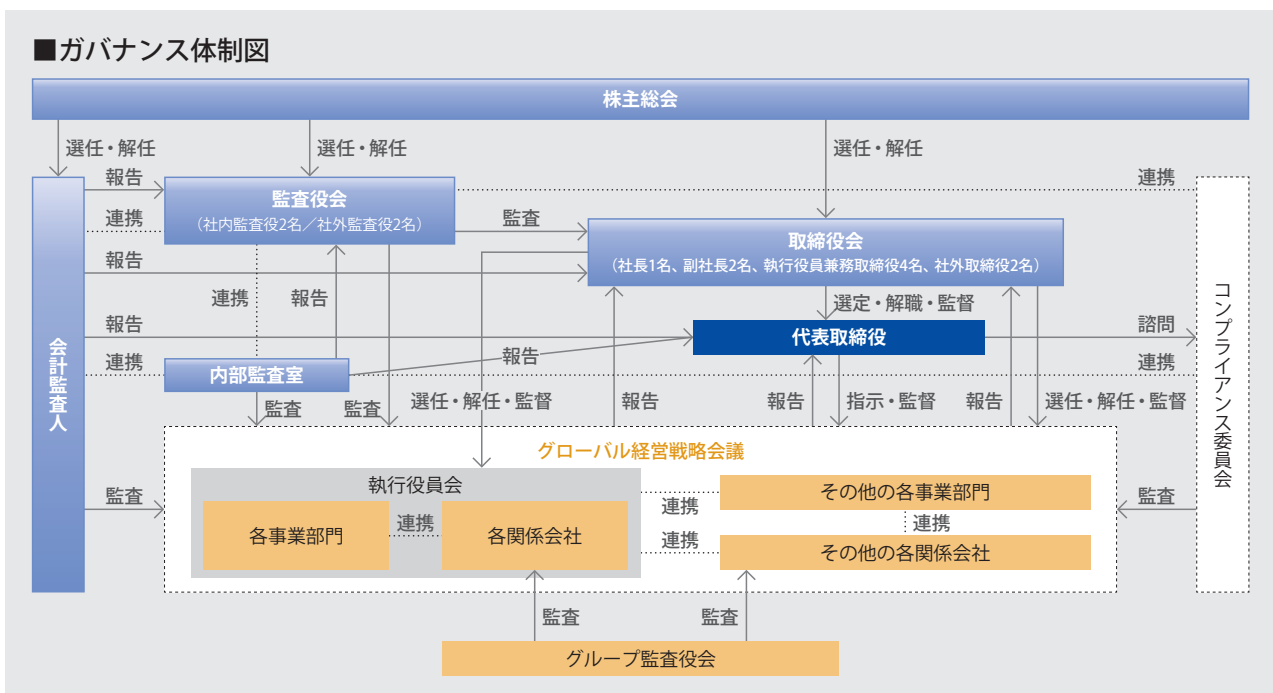 ■ガバナンス体制図
株主総会
選任・解任
選任・解任
選任・解任
報告
監査役会
(社内監査役2名／社外監査役2名)
連携
連携
監査
取締役会
(社長1名、副社長2名、執行役員兼務取締役4名、社外取締役2名)
報告
連携
報告
選定・解職・監督
報告
代表取締役
諮問
連携
内部監査室
報告
連携
会計監査人
コンプライアンス委員会
監査
監査
選任・解任・監督
報告
報告
指示・監督
報告
選任・解任・監督
グローバル経営戦略会議
執行役員会
各事業部門
連携
各関係会社
連携
連携
その他の各事業部門
連携
その他の各関係会社
監査
監査
監査
監査
グループ監査役会